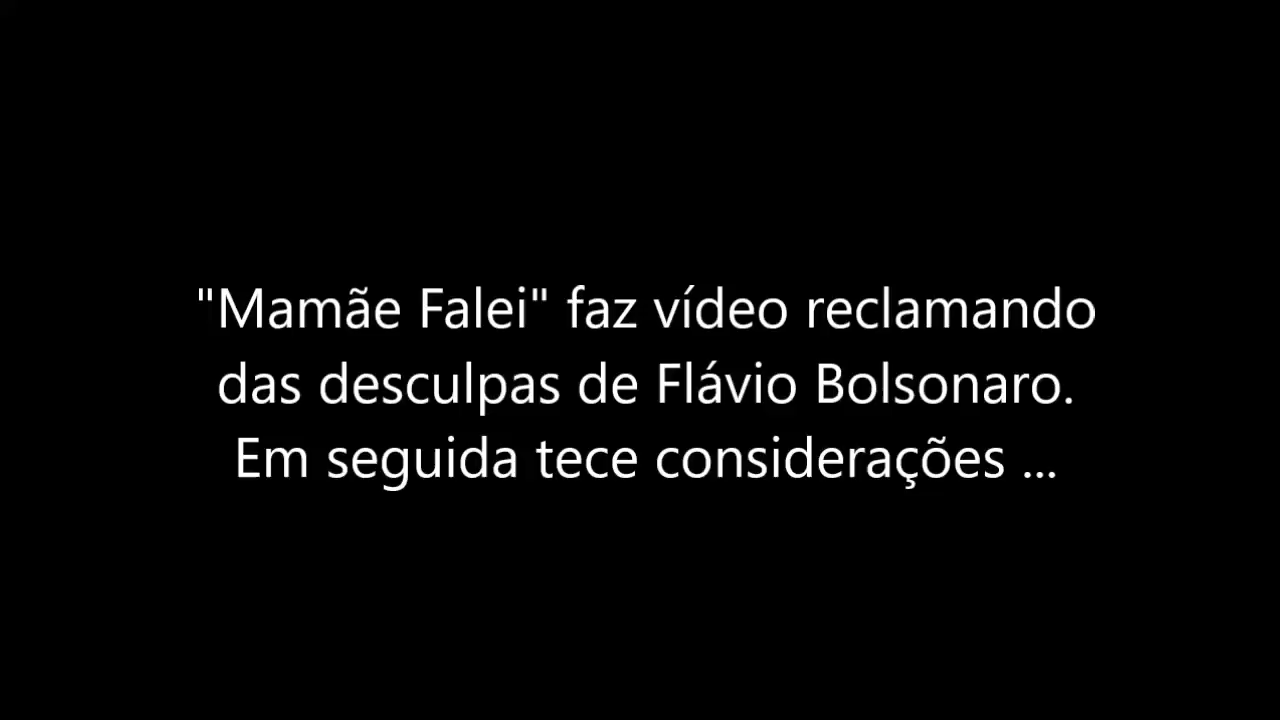 "Mamãe Falei" faz vídeo reclamando
das desculpas de Flávio Bolsonaro.
Em seguida tece considerações ...